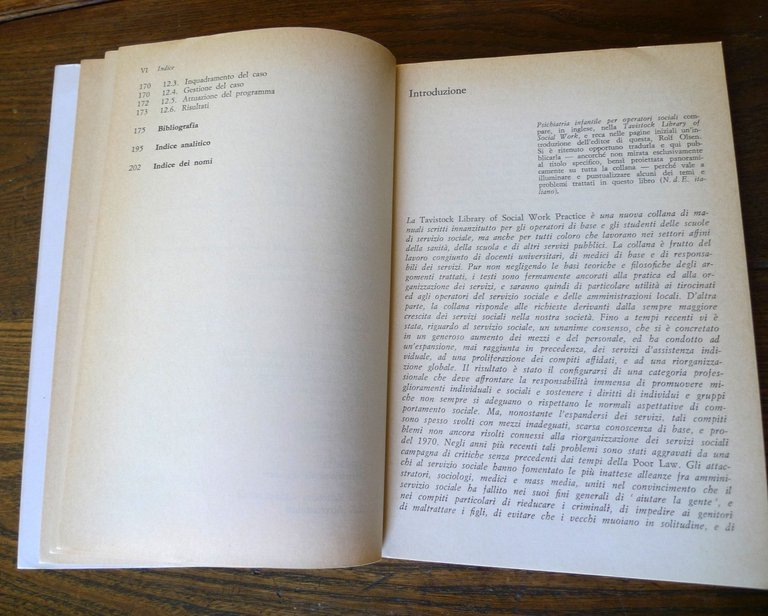 VI Indice
170 12.3. Inquadramento del caso
170 12.4. Gestione del caso
172 12.5. Attuazione del programma
173 12.6. Risultati
175 Bibliografia
195 Indice analitico
202 Indice dei nomi
Introduzione
Psichiatria infantile per operatori sociali com-
pare, in inglese, nella Tavistock Library of
Social Work, e reca nelle pagine iniziali un'in-
troduzione dell'editor di questa, Rolf Olsen.
Si è ritenuto opportuno tradurla e qui pub-
blicarla — ancorché non mirata esclusivamente
al titolo specifico, bensì proiettata panorami-
camente su tutta la collana — perché vale a
illuminare e puntualizzare alcuni dei temi e
problemi trattati in questo libro (N. d. E. ita-
liano).
La Tavistock Library of Social Work Practice è una nuova collana di ma-
nuali scritti innanzitutto per gli operatori di base e gli studenti delle scuole
di servizio sociale, ma anche per tutti coloro che lavorano nei settori affini
della sanità, della scuola e di altri servizi pubblici. La collana è frutto del
lavoro congiunto di docenti universitari, di medici di base e di responsa-
bili dei servizi. Pur non negligendo le basi teoriche e filosofiche degli ar-
gomenti trattati, i testi sono fermamente ancorati alla pratica ed alla or-
ganizzazione dei servizi, e saranno quindi di particolare utilità ai tirocinati
ed agli operatori del servizio sociale e delle amministrazioni locali. D'altra
parte, la collana risponde alle richieste derivanti dalla sempre maggiore
crescita dei servizi sociali nella nostra società. Fino a tempi recenti vi è
stata, riguardo al servizio sociale, un unanime consenso, che si è concretato
in un generoso aumento dei mezzi e del personale, ed ha condotto ad
un'espansione, mai raggiunta in precedenza, dei servizi d'assistenza indi-
viduale, ad una proliferazione dei compiti affidati, e ad una riorganizza-
zione globale. Il risultato è stato il configurarsi di una categoria profes-
sionale che deve affrontare la responsabilità immensa di promuovere mi-
glioramenti individuali e sociali e sostenere i diritti di individui e gruppi
che non sempre si adeguano o rispettano le normali aspettative di com-
portamento sociale. Ma, nonostante l'espandersi dei servizi, tali compiti
sono spesso svolti con mezzi inadeguati, scarsa conoscenza di base, e pro-
blemi non ancora risolti connessi alla riorganizzazione dei servizi sociali
del 1970. Negli anni più recenti tali problemi sono stati aggravati da una
campagna di critiche senza precedenti dai tempi della Poor Law. Gli attac-
chi al servizio sociale hanno fomentato le più inattese alleanze fra ammini-
stratori, sociologi, medici e mass media, uniti nel convincimento che il
servizio sociale ha fallito nei suoi fini generali di 'aiutare la gente', e
nei compiti particolari di rieducare i criminali, di impedire ai genitori
di maltrattare i figli, di evitare che i vecchi muoiano in solitudine, e di